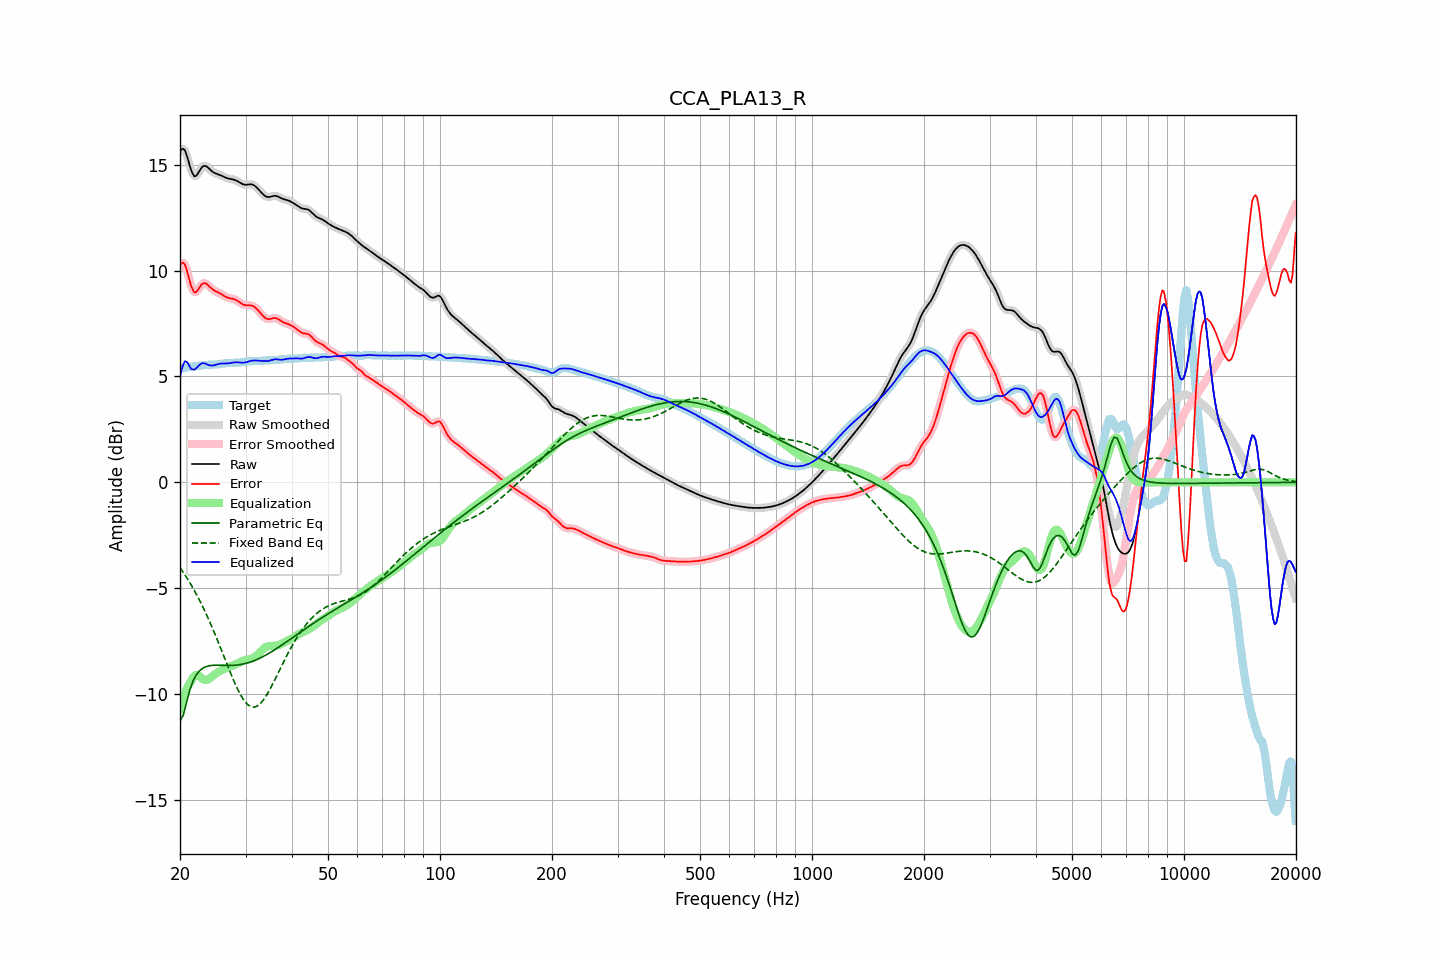 CCA_PLA13_R
Amplitude (dBr)
15
10
5
0
−5
−10
−15
Target
Raw Smoothed
Error Smoothed
Raw
Error
Equalization
Parametric Eq
Fixed Band Eq
Equalized
20 50 100 200 500 1000 2000 5000 10000 20000
Frequency (Hz)